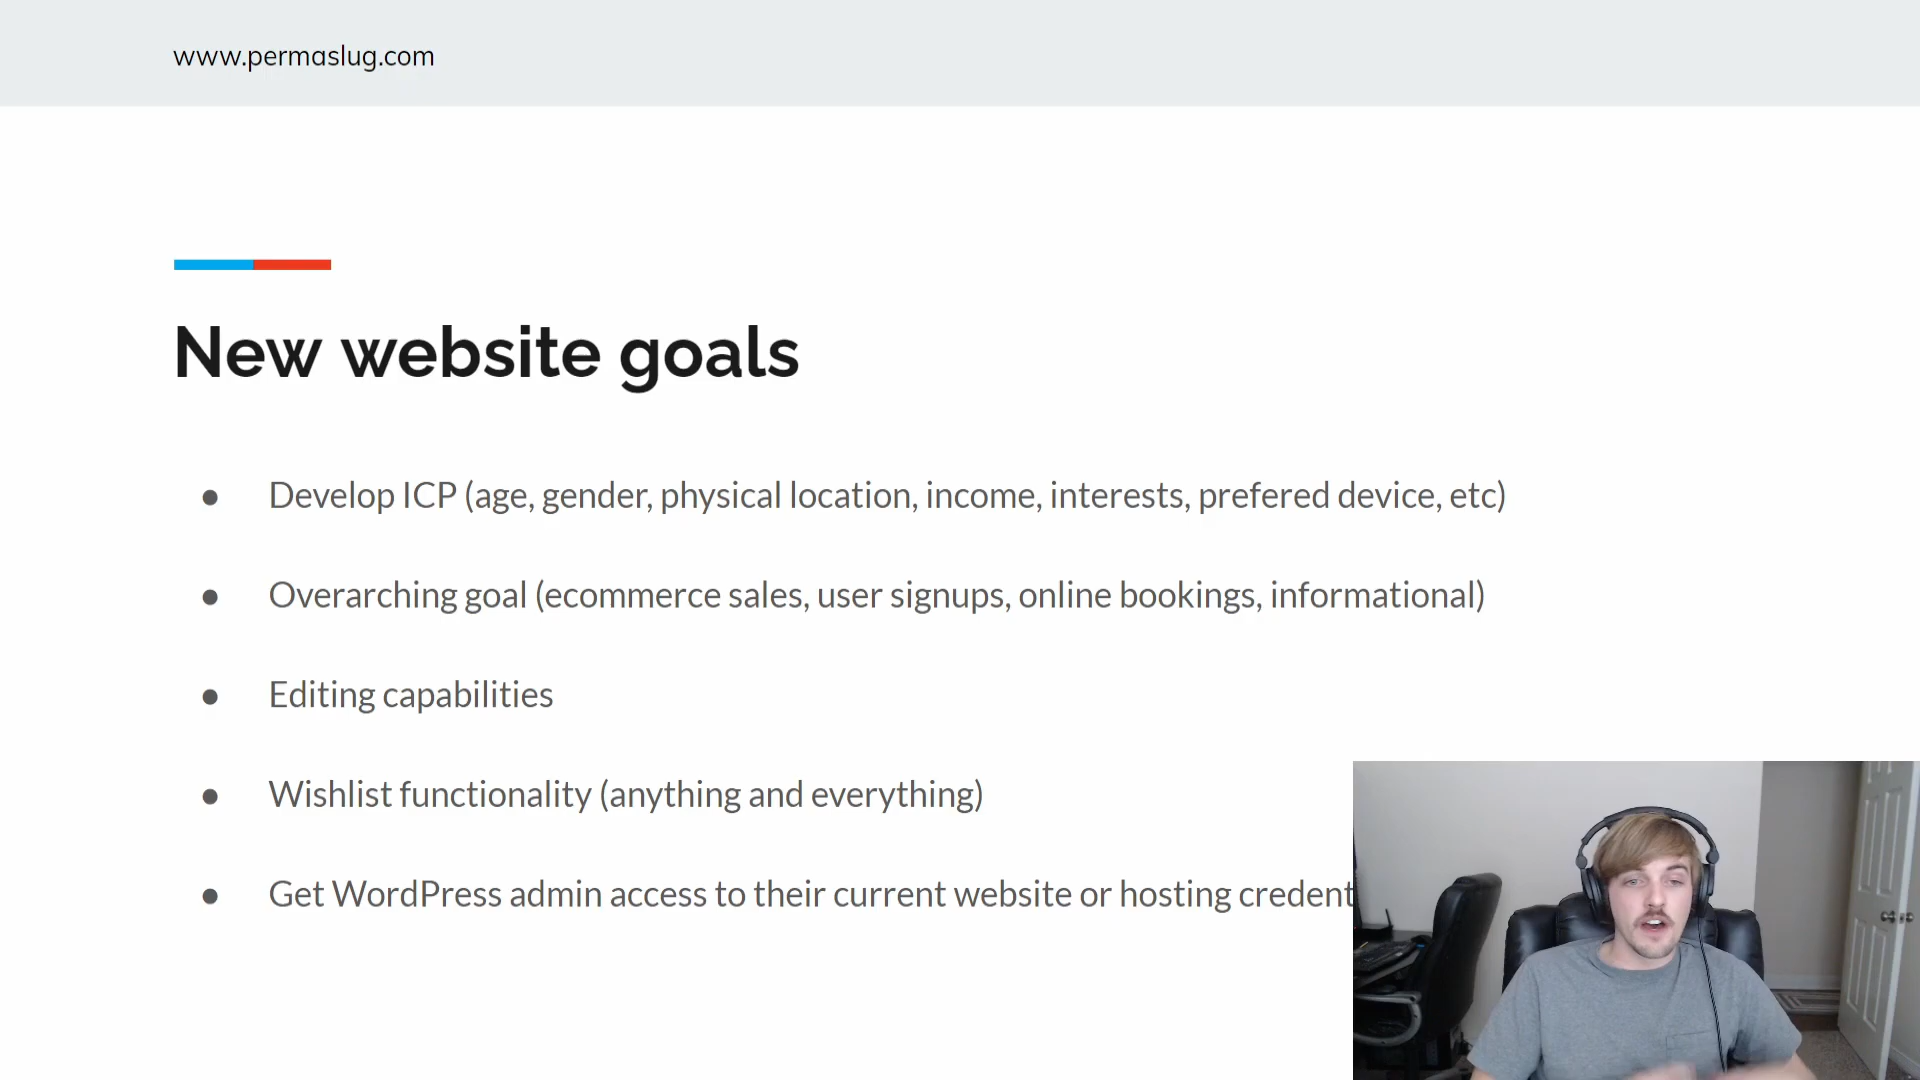 www.permaslug.com
New website goals
● Develop ICP (age, gender, physical location, income, interests, prefered device, etc)
● Overarching goal (ecommerce sales, user signups, online bookings, informational)
● Editing capabilities
● Wishlist functionality (anything and everything)
● Get WordPress admin access to their current website or hosting credent